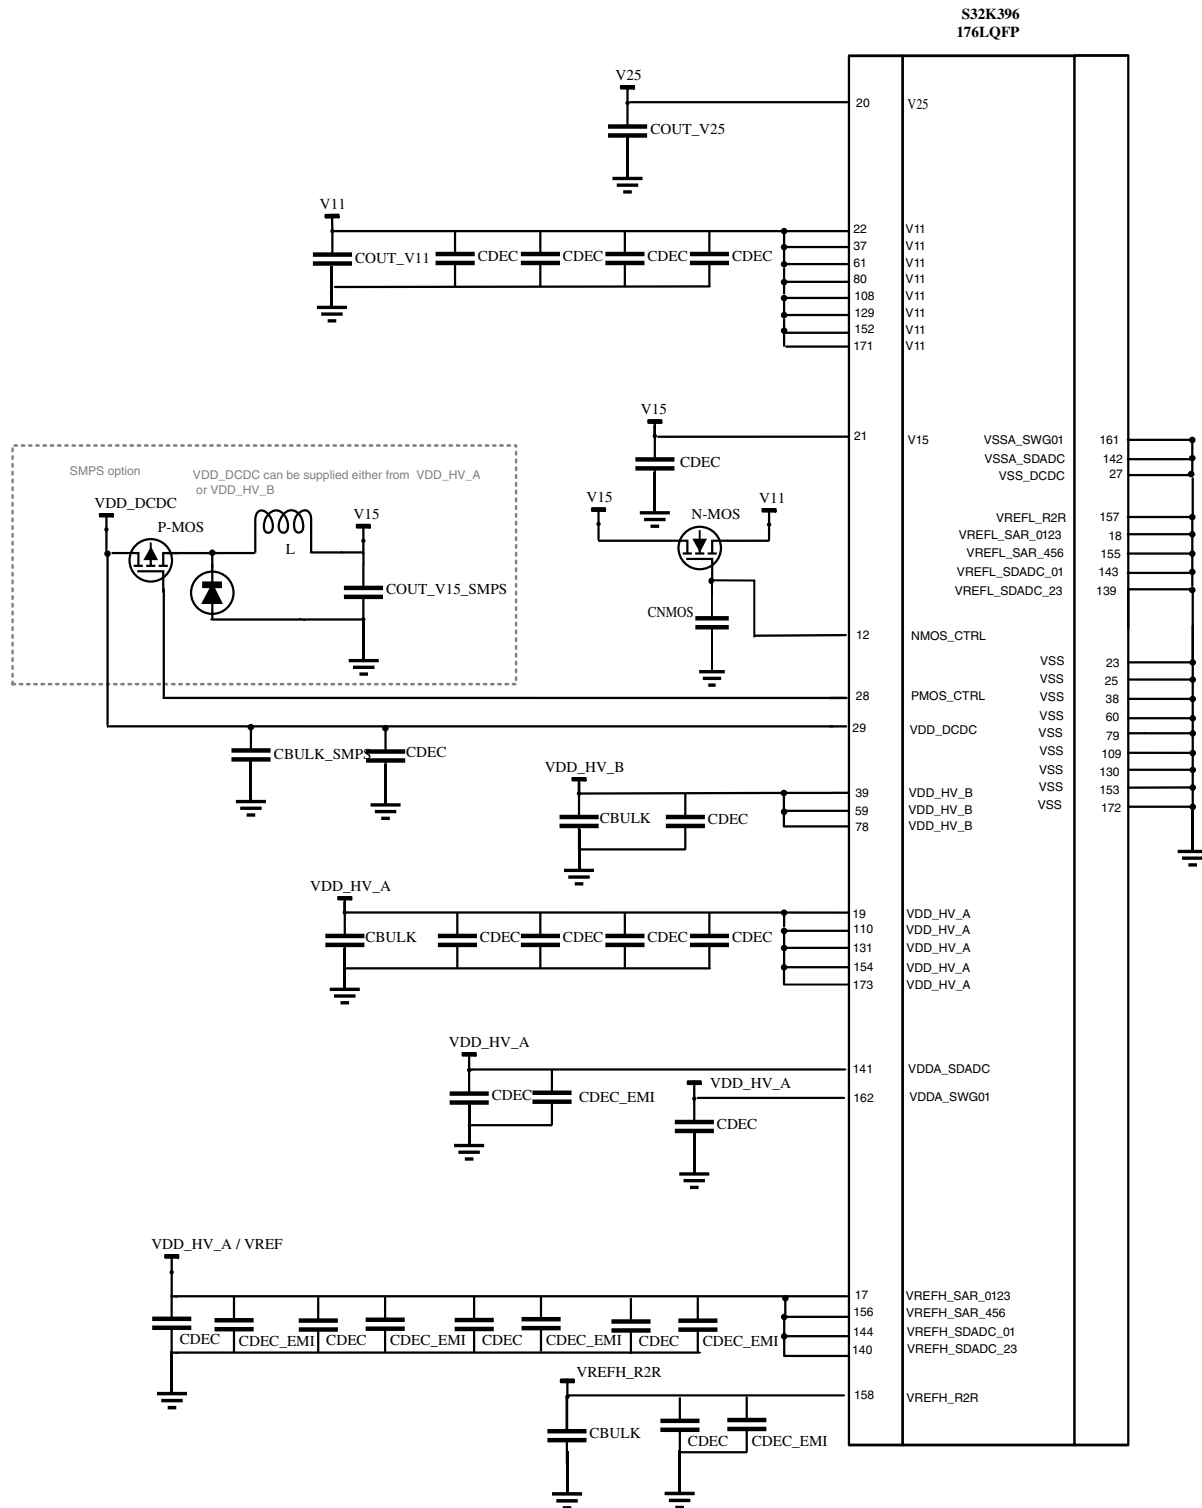 S32K396
176LQFP
V25
20 V25
COUT_V25
V11
COUT_V11 CDEC CDEC CDEC CDEC
22 V11
37 V11
61 V11
80 V11
108 V11
129 V11
152 V11
171 V11
V15
21 V15
CDEC
VSSA_SWG01 161
VSSA_SDADC 142
VSS_DCDC 27
SMPS option
VDD_DCDC can be supplied either from VDD_HV_A
or VDD_HV_B
VDD_DCDC
P-MOS
L
V15
COUT_V15_SMPS
V15 N-MOS V11
CNMOS
VREFL_R2R 157
VREFL_SAR_0123 18
VREFL_SAR_456 155
VREFL_SDADC_01 143
VREFL_SDADC_23 139
12 NMOS_CTRL
VSS 23
VSS 25
VSS 38
VSS 60
VSS 79
VSS 109
VSS 130
VSS 153
VSS 172
28 PMOS_CTRL
29 VDD_DCDC
CBULK_SMPS CDEC
VDD_HV_B
CBULK CDEC
39 VDD_HV_B
59 VDD_HV_B
78 VDD_HV_B
VDD_HV_A
CBULK CDEC CDEC CDEC CDEC
19 VDD_HV_A
110 VDD_HV_A
131 VDD_HV_A
154 VDD_HV_A
173 VDD_HV_A
VDD_HV_A
141 VDDA_SDADC
CDEC CDEC_EMI
VDD_HV_A
162 VDDA_SWG01
CDEC
VDD_HV_A / VREF
CDEC CDEC_EMI CDEC CDEC_EMI CDEC CDEC_EMI CDEC CDEC_EMI
17 VREFH_SAR_0123
156 VREFH_SAR_456
144 VREFH_SDADC_01
140 VREFH_SDADC_23
VREFH_R2R
158 VREFH_R2R
CBULK CDEC CDEC_EMI